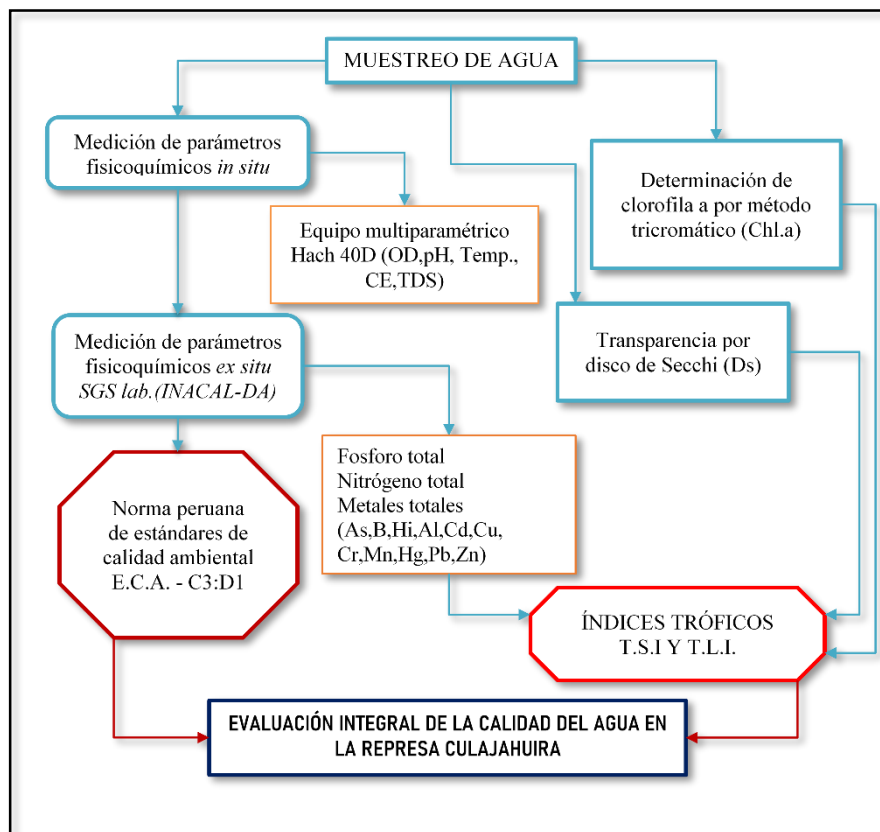 MUESTREO DE AGUA
Medición de parámetros
fisicoquímicos in situ
Equipo multiparamétrico
Hach 40D (OD,pH, Temp.,
CE,TDS)
Determinación de
clorofila a por método
tricromático (Chl.a)
Transparencia por
disco de Secchi (Ds)
Medición de parámetros
fisicoquímicos ex situ
SGS lab.(INACAL-DA)
Fosforo total
Nitrógeno total
Metales totales
(As,B,Hi,Al,Cd,Cu,
Cr,Mn,Hg,Pb,Zn)
Norma peruana
de estándares de
calidad ambiental
E.C.A. - C3:D1
ÍNDICES TRÓFICOS
T.S.I Y T.L.I.
EVALUACIÓN INTEGRAL DE LA CALIDAD DEL AGUA EN
LA REPRESA CULAJAHUIRA